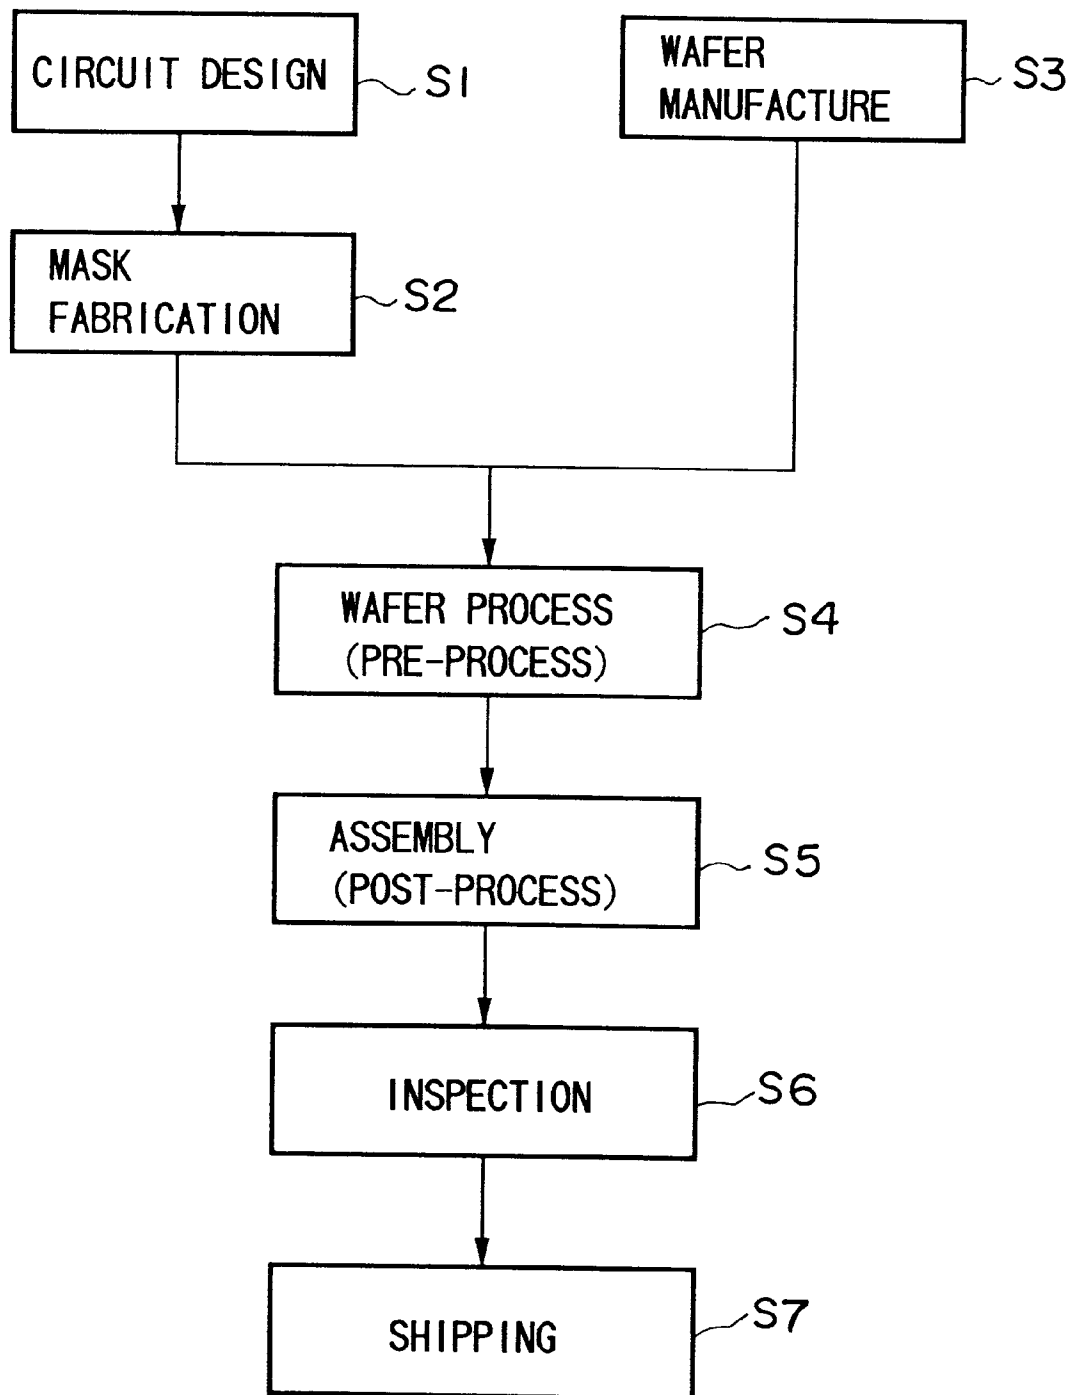 CIRCUIT DESIGN
S1
WAFER
MANUFACTURE
S3
MASK
FABRICATION
S2
WAFER PROCESS
(PRE-PROCESS)
S4
ASSEMBLY
(POST-PROCESS)
S5
INSPECTION
S6
SHIPPING
S7